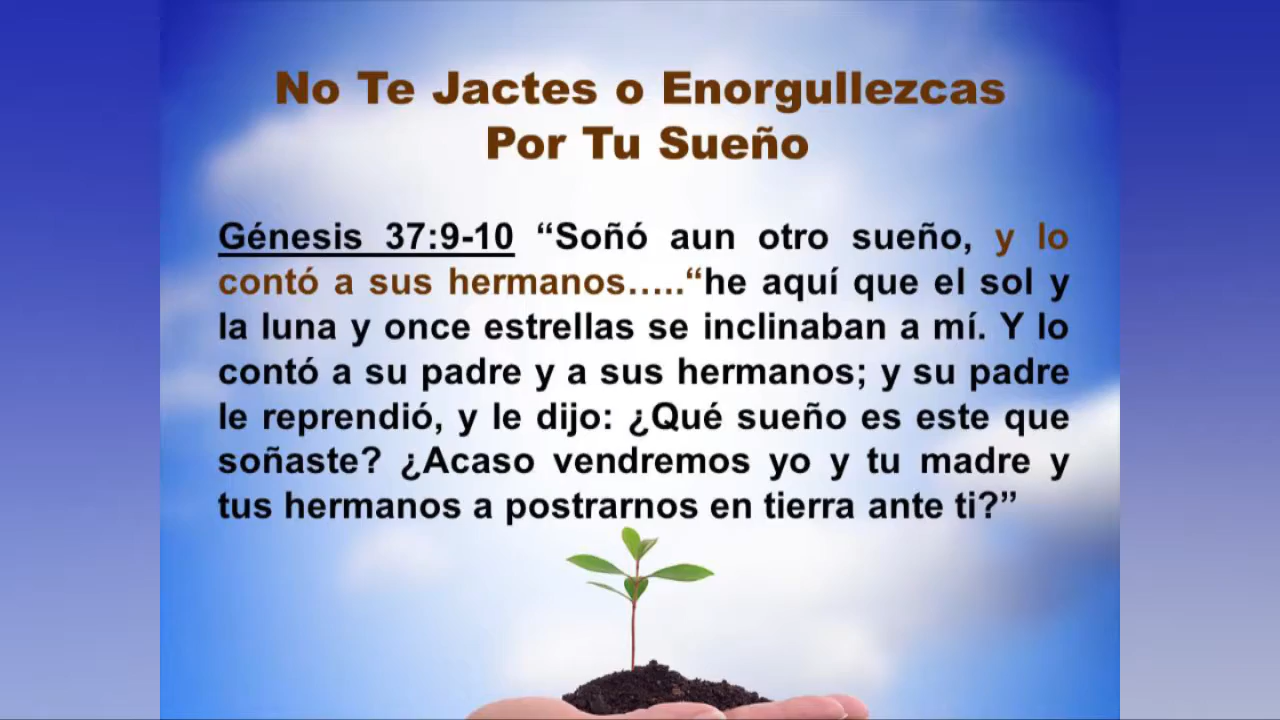 No Te Jactes o Enorgullezcas
Por Tu Sueño
Génesis 37:9-10 “Soñó aun otro sueño, y lo
contó a sus hermanos…..“he aquí que el sol y
la luna y once estrellas se inclinaban a mí. Y lo
contó a su padre y a sus hermanos; y su padre
le reprendió, y le dijo: ¿Qué sueño es este que
soñaste? ¿Acaso vendremos yo y tu madre y
tus hermanos a postrarnos en tierra ante ti?”